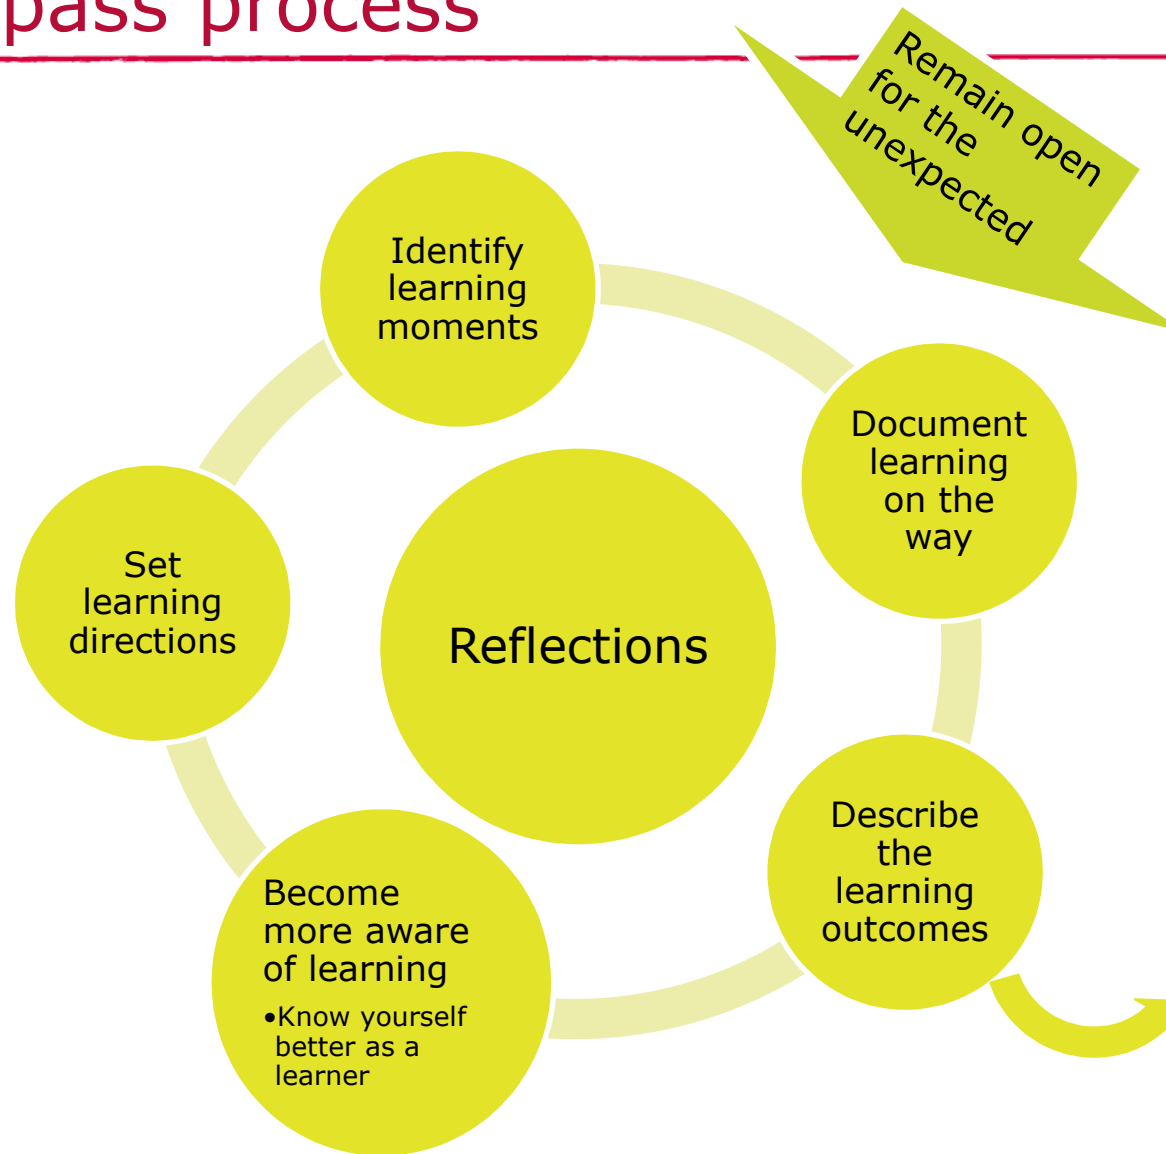 pass process
Remain open
for the
unexpected
Identify
learning
moments
Document
learning
on the
way
Set
learning
directions
Reflections
Describe
the
learning
outcomes
Become
more aware
of learning
•Know yourself
better as a
learner